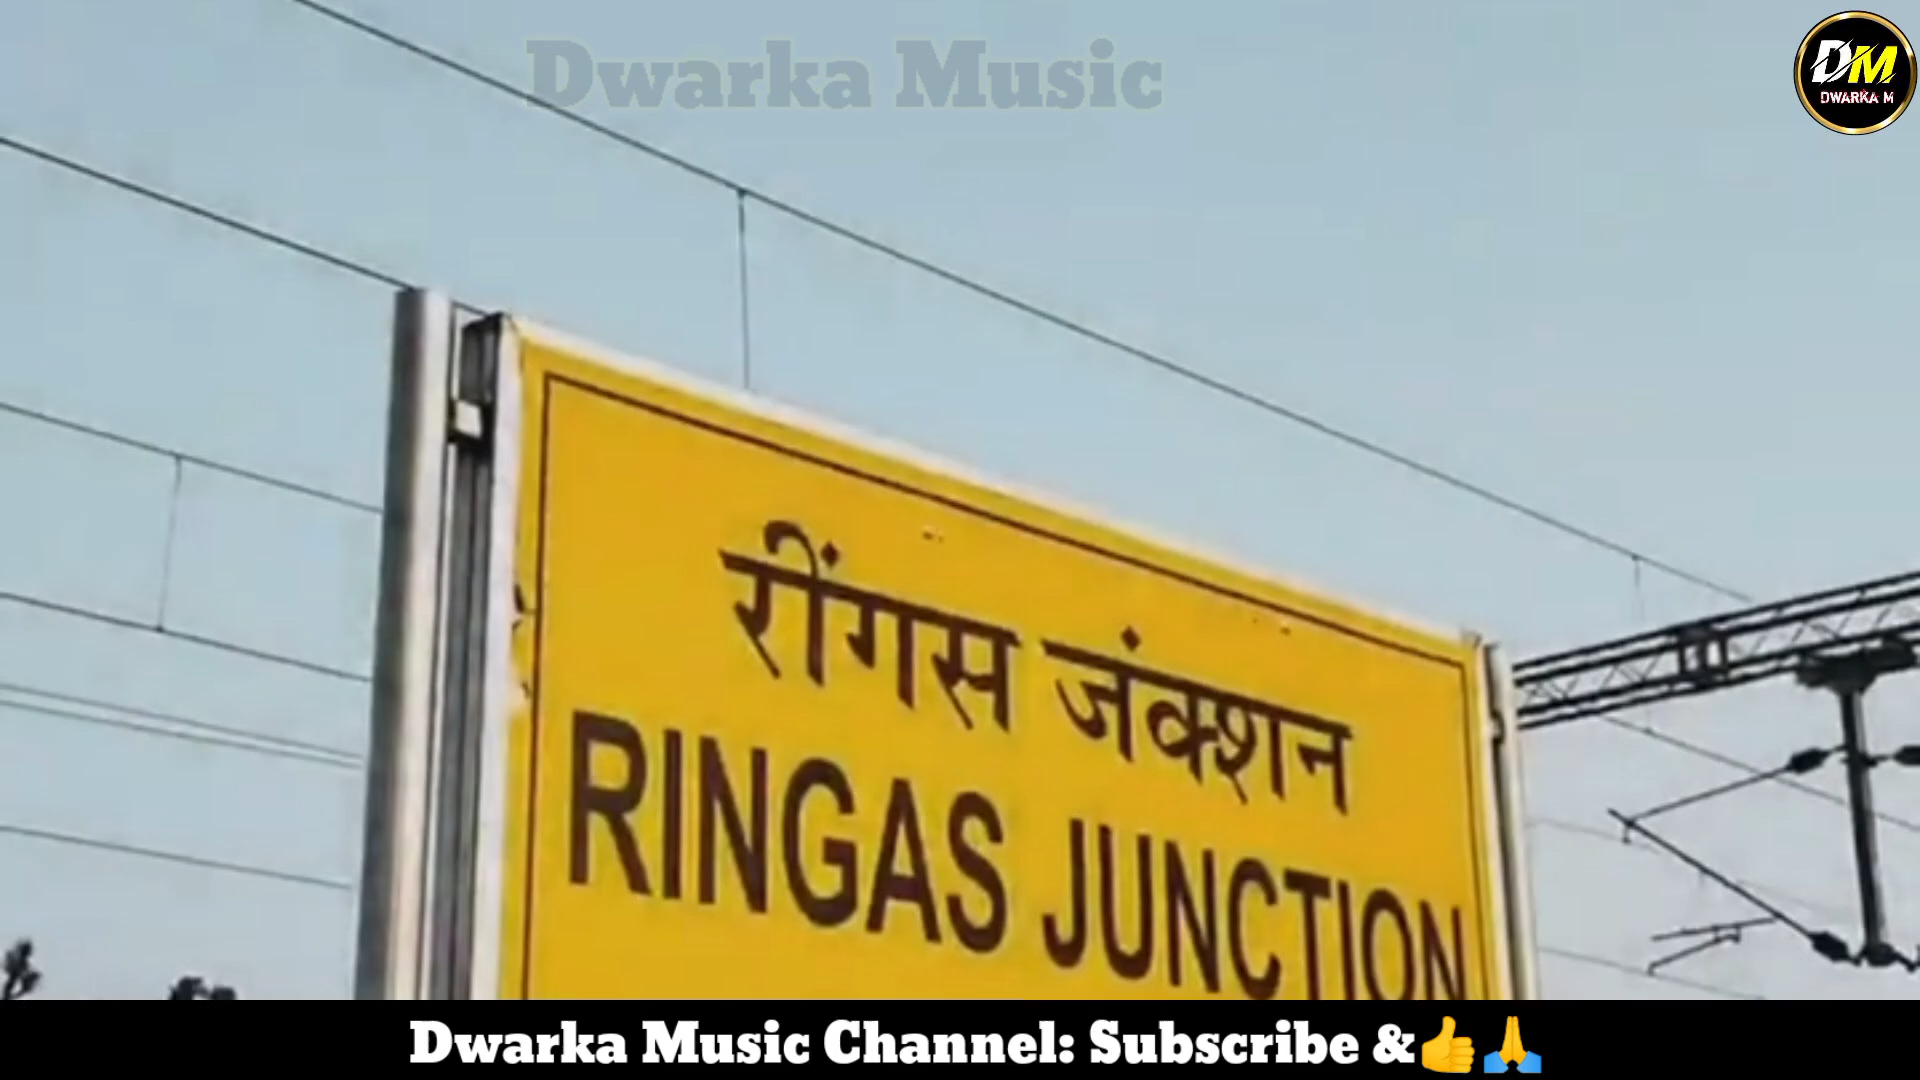 Dwarka Music
DM
DWARKA M
रींगस जंक्शन
RINGAS JUNCTION
Dwarka Music Channel: Subscribe &👍🙏